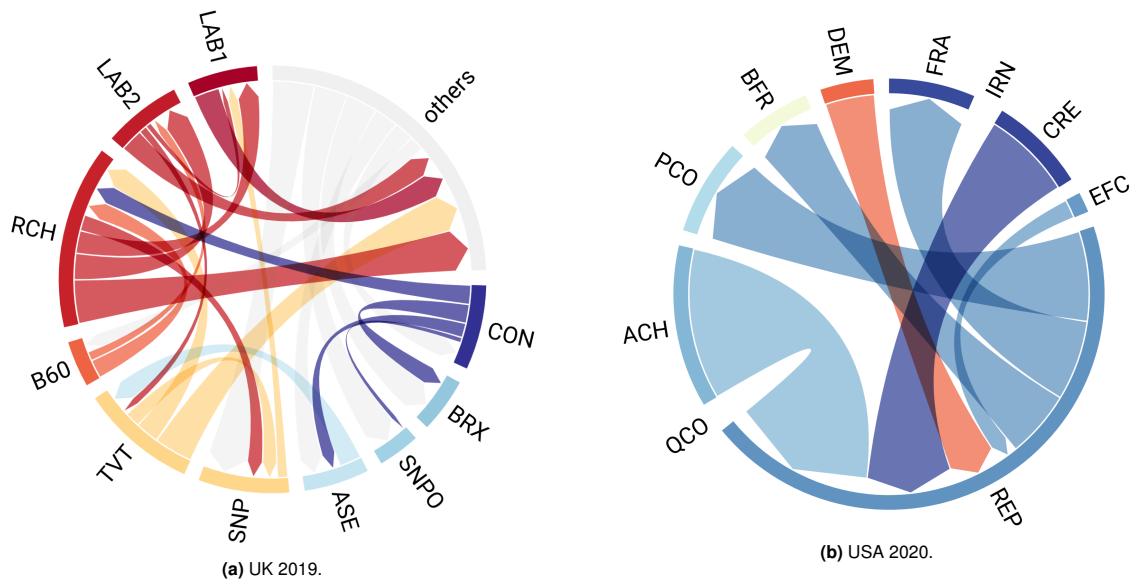 LAB1
LAB2
others
RCH
CON
B60
BRX
TVT
SNPO
SNP
ASE
(a) UK 2019.
DEM
FRA
IRN
BFR
CRE
PCO
EFC
ACH
QCO
REP
(b) USA 2020.